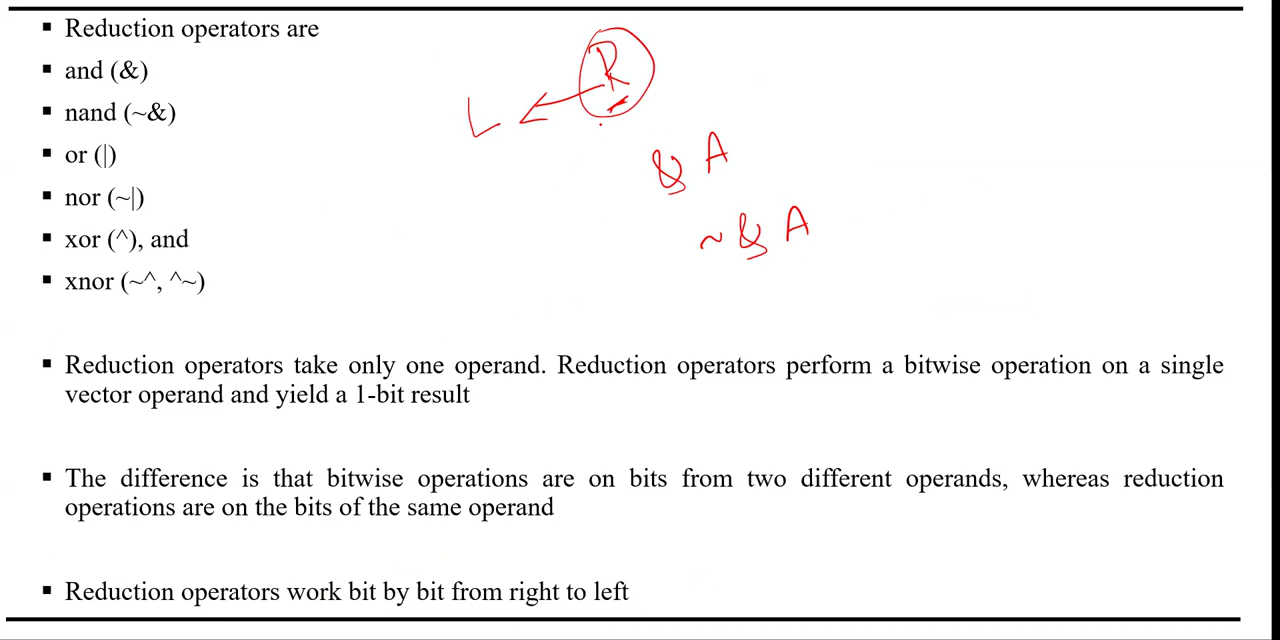 ▪ Reduction operators are
▪ and (&)
▪ nand (~&)
▪ or (|)
▪ nor (~|)
▪ xor (^), and
▪ xnor (~^, ^~)
R
L
& A
~ & A
▪ Reduction operators take only one operand. Reduction operators perform a bitwise operation on a single
vector operand and yield a 1-bit result
▪ The difference is that bitwise operations are on bits from two different operands, whereas reduction
operations are on the bits of the same operand
▪ Reduction operators work bit by bit from right to left